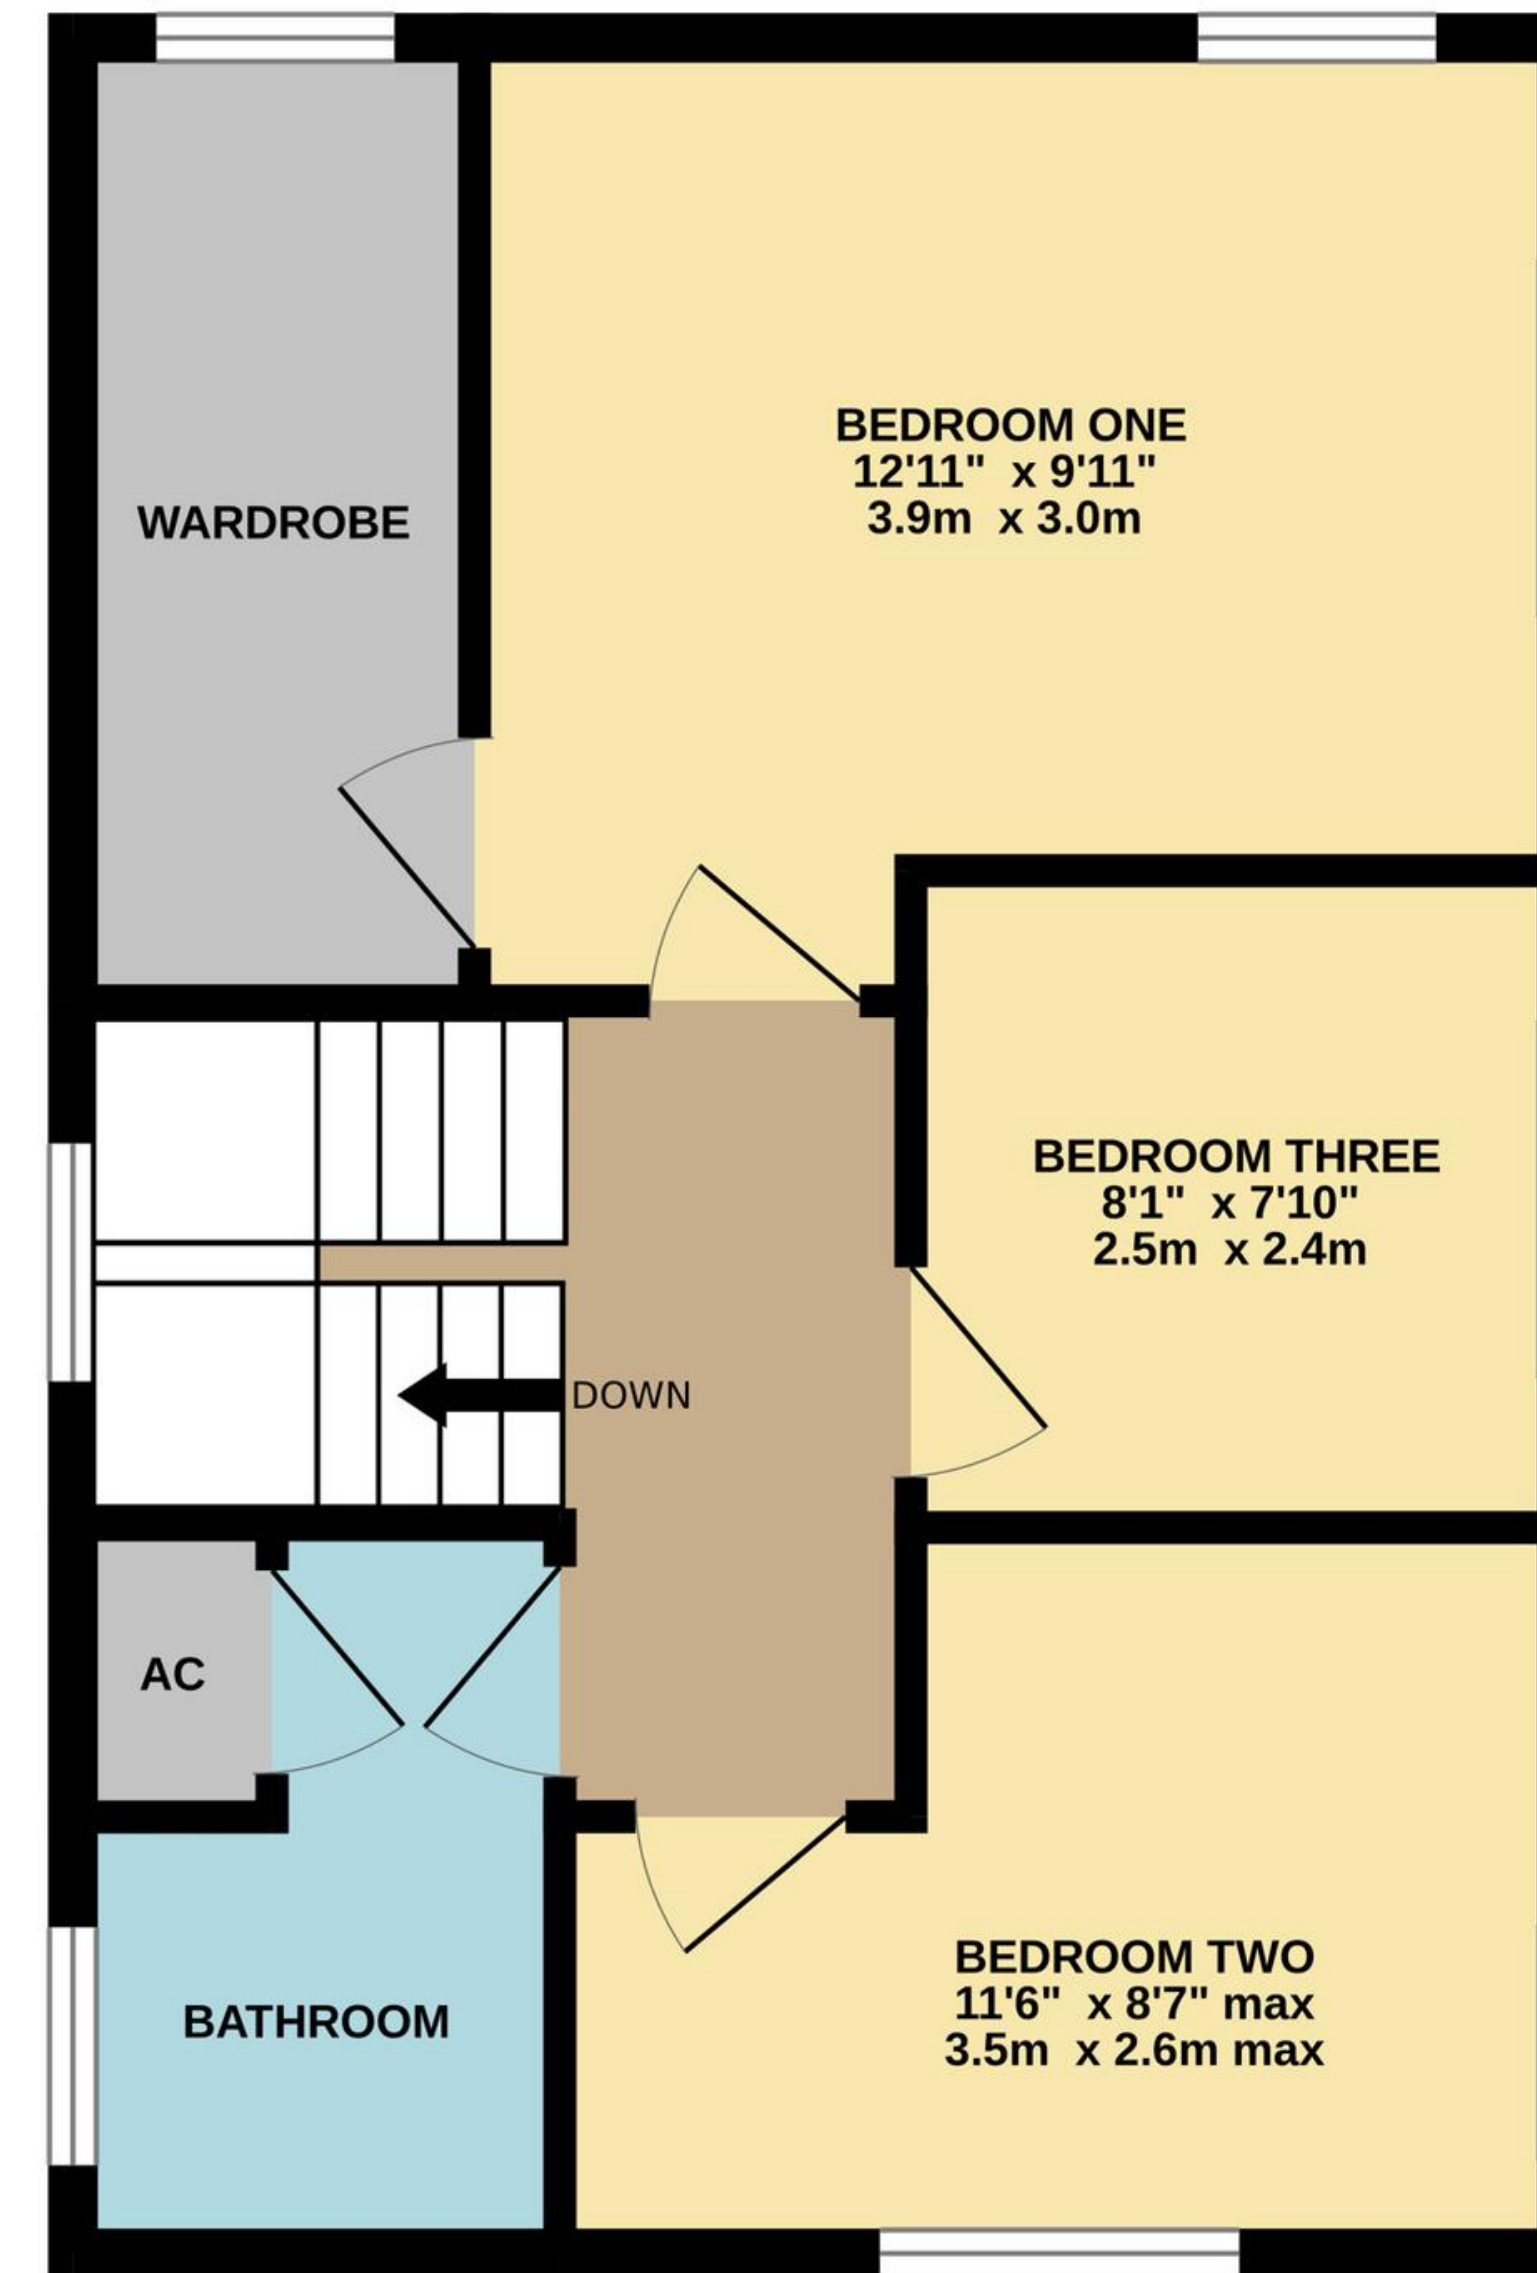 BEDROOM ONE
12'11" x 9'11"
3.9m x 3.0m
WARDROBE
BEDROOM THREE
8'1" x 7'10"
2.5m x 2.4m
DOWN
AC
BEDROOM TWO
11'6" x 8'7" max
3.5m x 2.6m max
BATHROOM